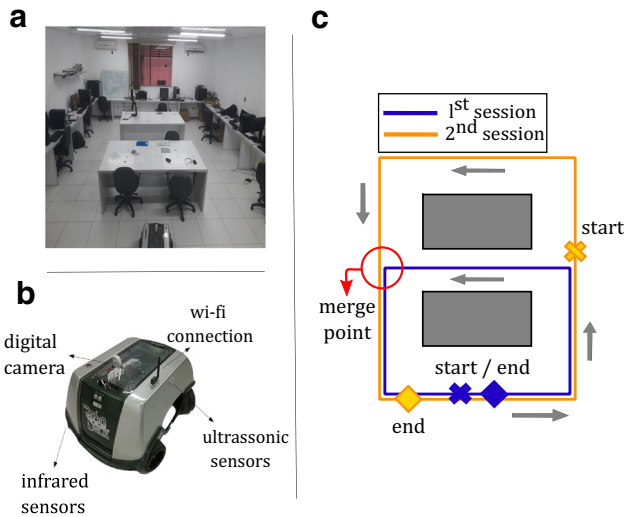 a
b
wi-fi
connection
digital
camera
ultrassonic
sensors
infrared
sensors
c
1st session
2nd session
start
merge
point
start / end
end